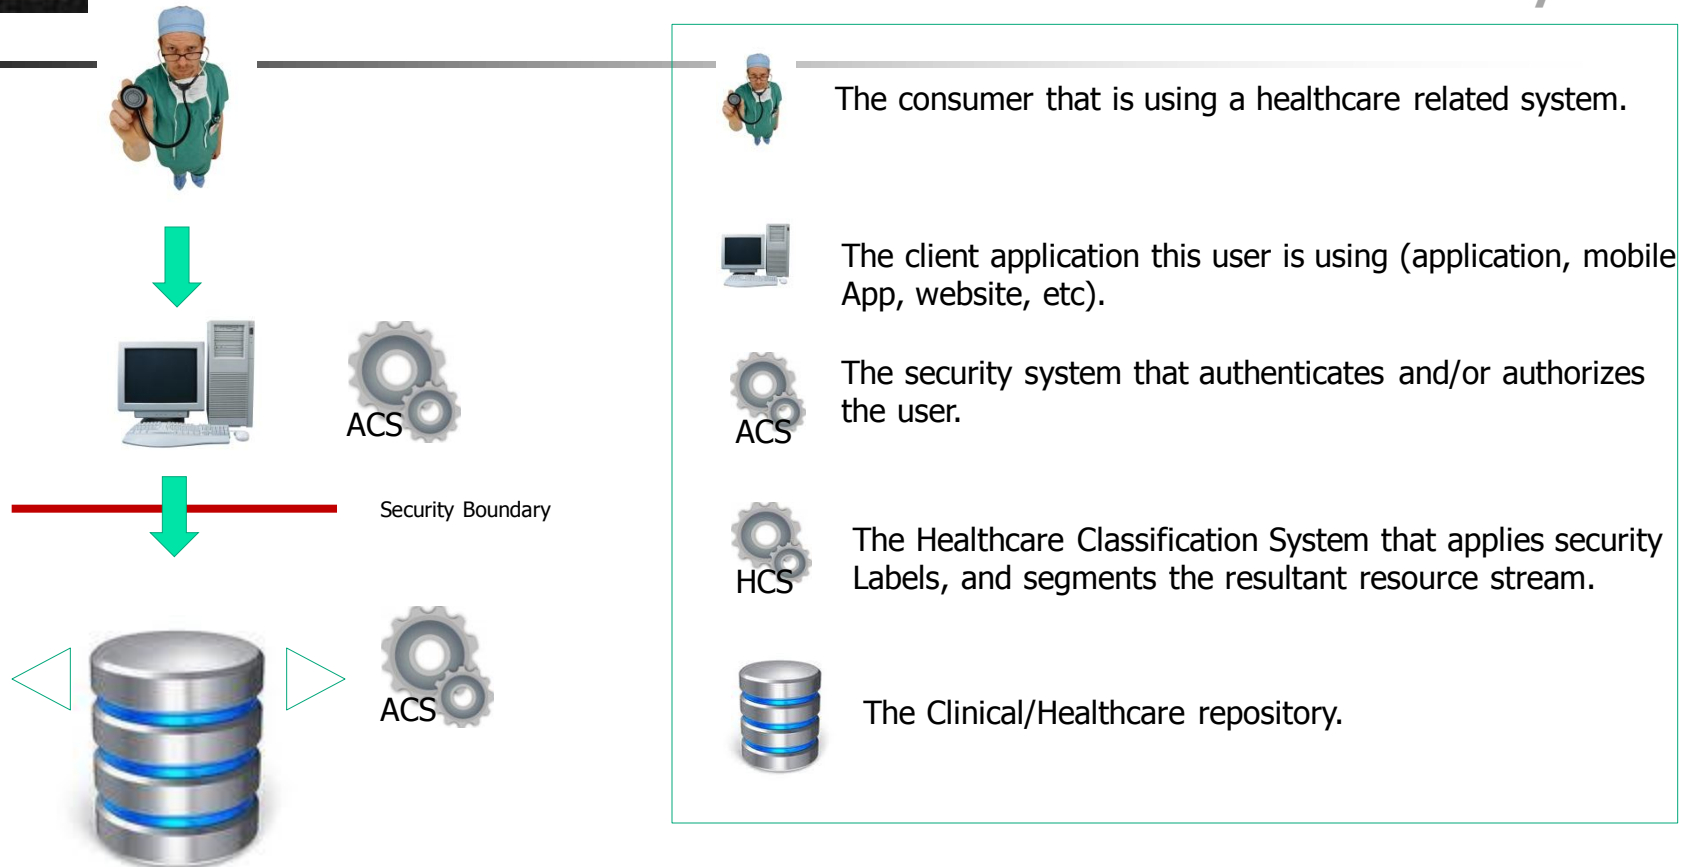 ACS
Security Boundary
ACS
The consumer that is using a healthcare related system.
The client application this user is using (application, mobile
App, website, etc).
The security system that authenticates and/or authorizes
the user.
ACS
The Healthcare Classification System that applies security
Labels, and segments the resultant resource stream.
HCS
The Clinical/Healthcare repository.